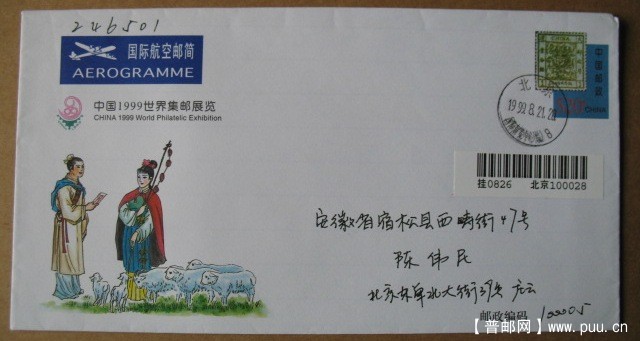 246501
国际航空邮简
AEROGRAMME
中国1999世界集邮展览
CHINA 1999 World Philatelic Exhibition
中国邮政
CHINA
北京
1999.8.21.20
8
挂0826 北京100028
安徽省宿松县西畴街47号
陈伟民
北京东单北大街3号
邮政编码 100005
【普邮网】www.puu.cn